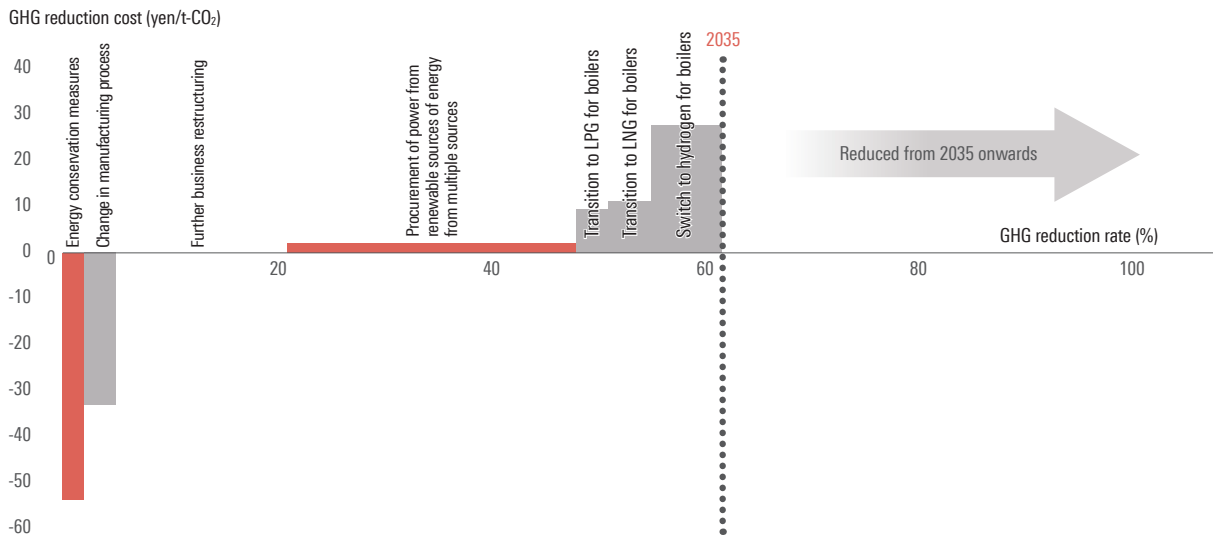 GHG reduction cost (yen/t-CO₂)
40
30
20
10
0
-10
-20
-30
-40
-50
-60
Energy conservation measures
Change in manufacturing process
Further business restructuring
Procurement of power from
renewable sources of energy
from multiple sources
Transition to LPG for boilers
Transition to LNG for boilers
Switch to hydrogen for boilers
2035
Reduced from 2035 onwards
GHG reduction rate (%)
0
20
40
60
80
100